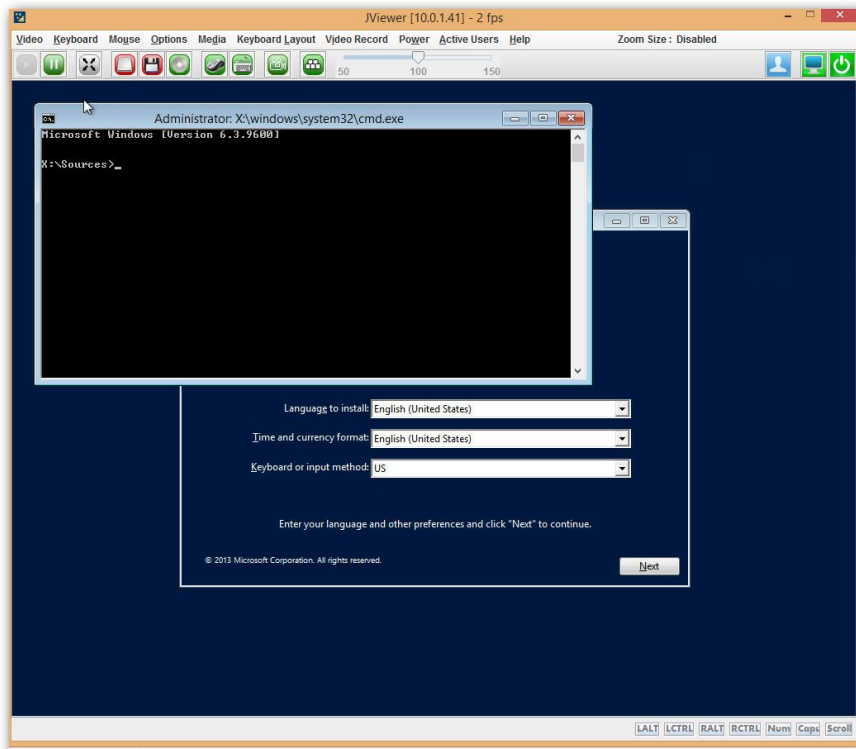 JViewer [10.0.1.41] - 2 fps
Video Keyboard Mouse Options Media Keyboard Layout Video Record Power Active Users Help Zoom Size : Disabled
50 100 150
Administrator: X:\windows\system32\cmd.exe
Microsoft Windows [Version 6.3.9600]
X:\Sources>_
Language to install: English (United States)
Time and currency format: English (United States)
Keyboard or input method: US
Enter your language and other preferences and click "Next" to continue.
© 2013 Microsoft Corporation. All rights reserved.
Next
LALT LCTRL RALT RCTRL Num Caps Scroll